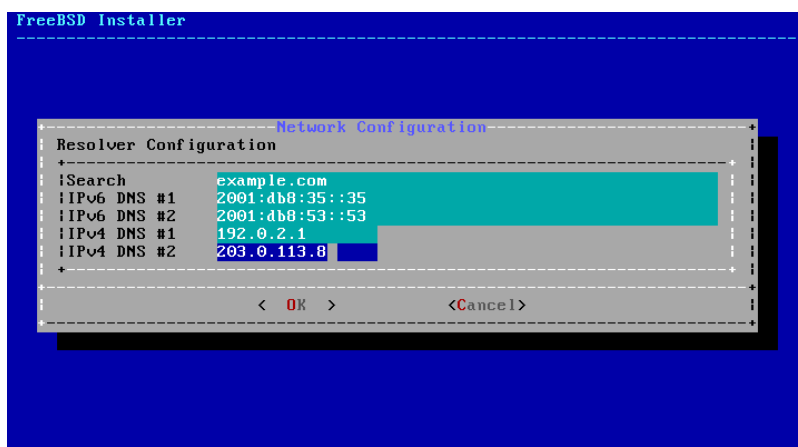 FreeBSD Installer
Network Configuration
Resolver Configuration
Search example.com
IPv6 DNS #1 2001:db8:35::35
IPv6 DNS #2 2001:db8:53::53
IPv4 DNS #1 192.0.2.1
IPv4 DNS #2 203.0.113.8
< OK > <Cancel>